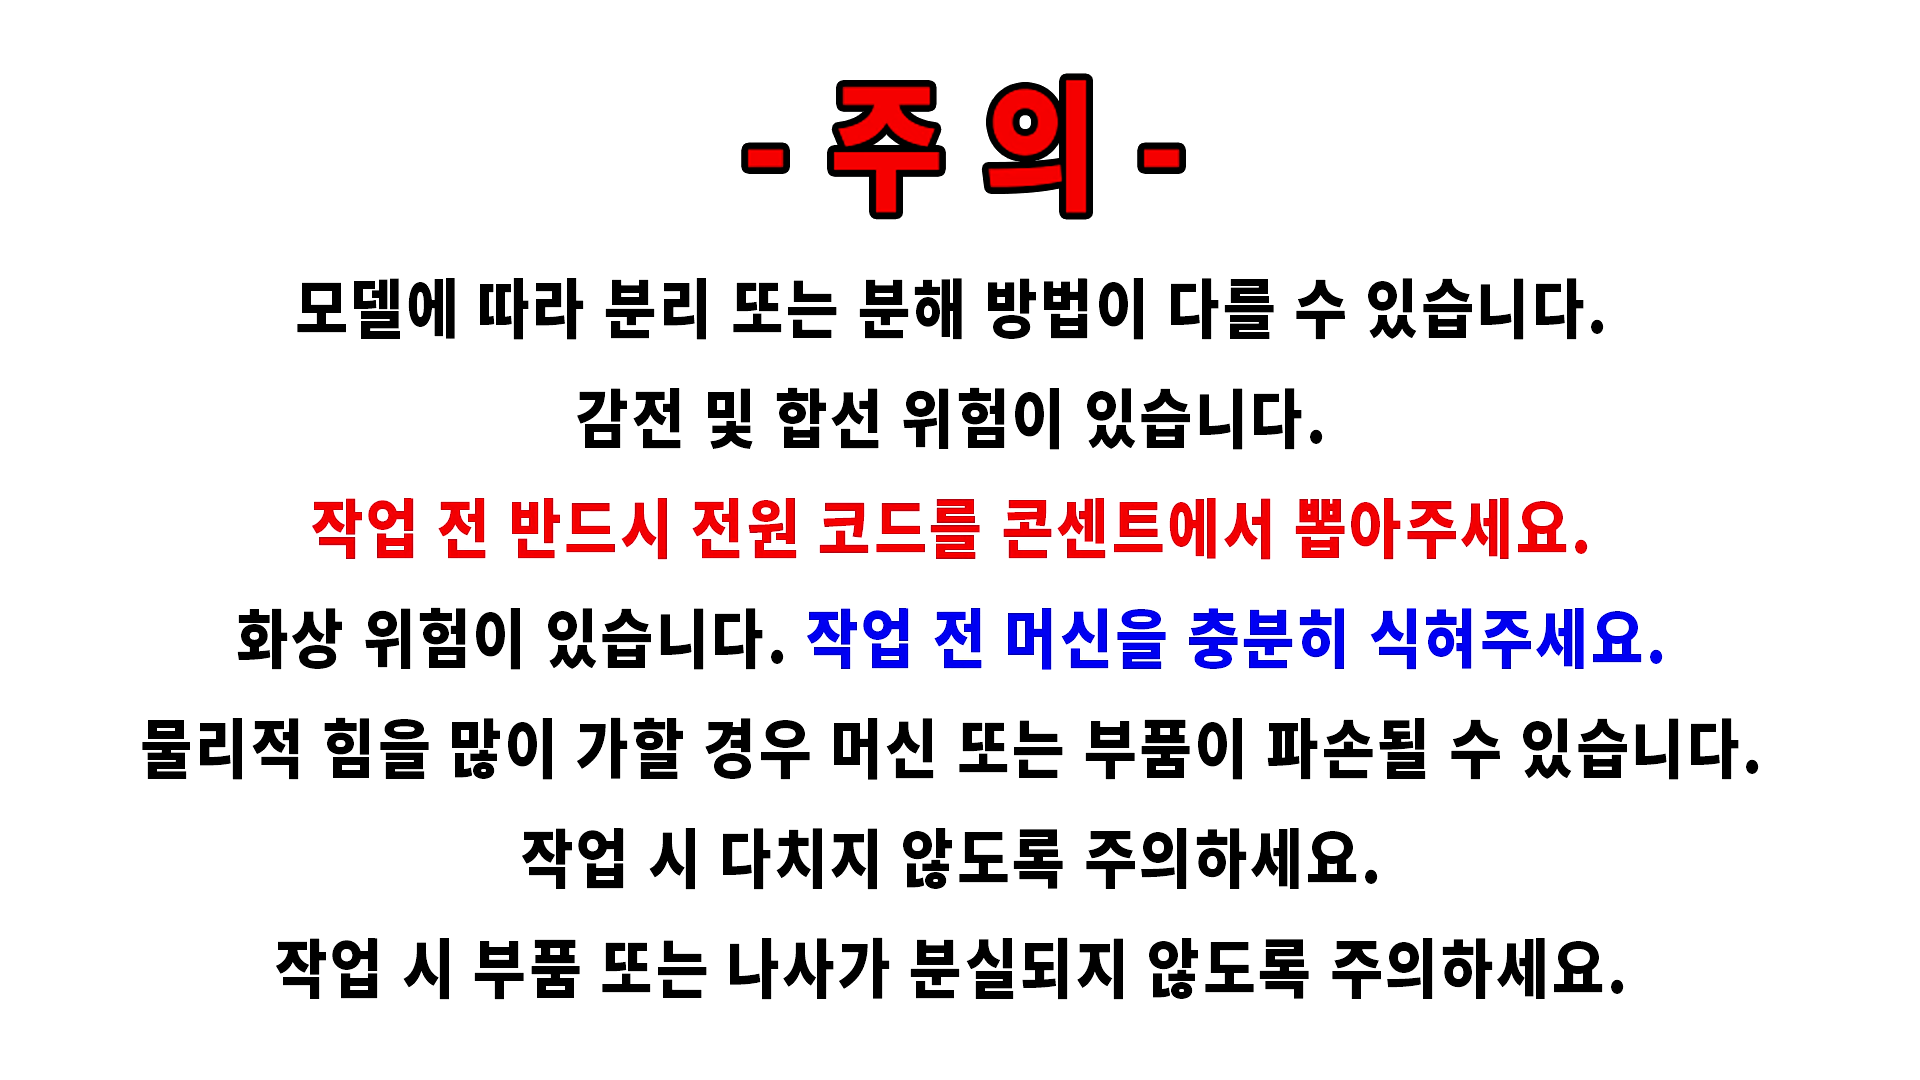 - 주 의 -
모델에 따라 분리 또는 분해 방법이 다를 수 있습니다.
감전 및 합선 위험이 있습니다.
작업 전 반드시 전원 코드를 콘센트에서 뽑아주세요.
화상 위험이 있습니다. 작업 전 머신을 충분히 식혀주세요.
물리적 힘을 많이 가할 경우 머신 또는 부품이 파손될 수 있습니다.
작업 시 다치지 않도록 주의하세요.
작업 시 부품 또는 나사가 분실되지 않도록 주의하세요.